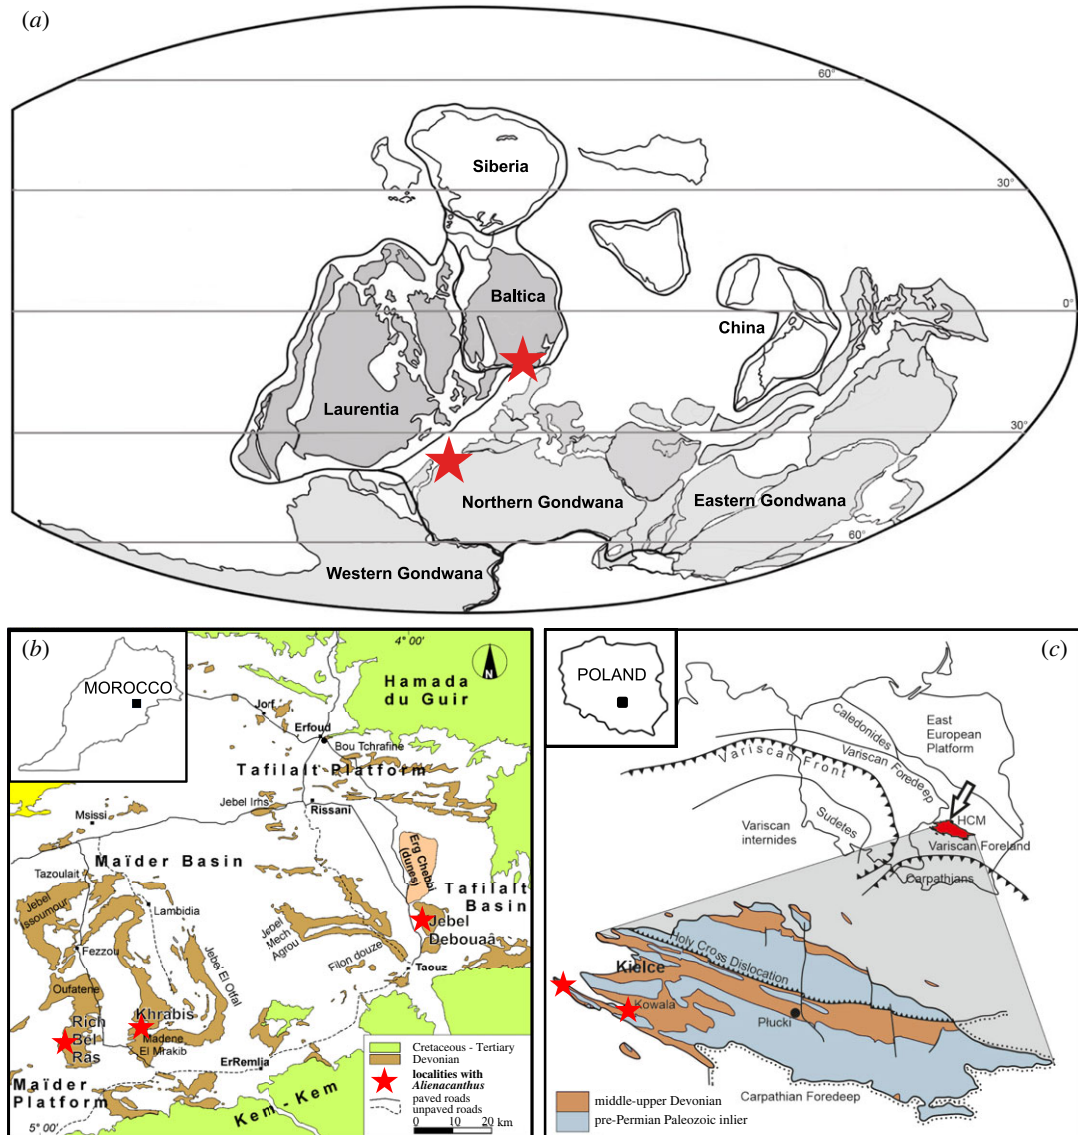 (a)
60°
Siberia
30°
Baltica
0°
China
Laurentia
30°
Northern Gondwana
Eastern Gondwana
60°
Western Gondwana
(b)
MOROCCO
4° 00'
N
Hamada
du Guir
Jorf
Erfoud
Bou Tchrafine
Tafilalt Platform
Jebel Irhs
Rissani
Msissi
Maïder Basin
Erg Chebbi
(dunes)
Tafilalt
Basin
Tazoulait
Jebel
Issoumour
Lambidia
Jebel
Mech
Agrou
Jebel
Debouaâ
Fezzou
Jebel El Otfal
Filon douze
Taouz
Oufatene
Khrabis
Rich
Bel
Ras
Madene
El Mrakib
ErRemlia
Maïder
Platform
Kem-Kem
5° 00'
Cretaceous - Tertiary
Devonian
localities with
Alienacanthus
paved roads
unpaved roads
0 10 20 km
(c)
POLAND
Caledonides
East
European
Platform
Variscan Front
Variscan Foredeep
HCM
Sudetes
Variscan
internides
Variscan Foreland
Carpathians
Holy Cross Dislocation
Kielce
Kowala
Płucki
Carpathian Foredeep
middle-upper Devonian
pre-Permian Paleozoic inlier